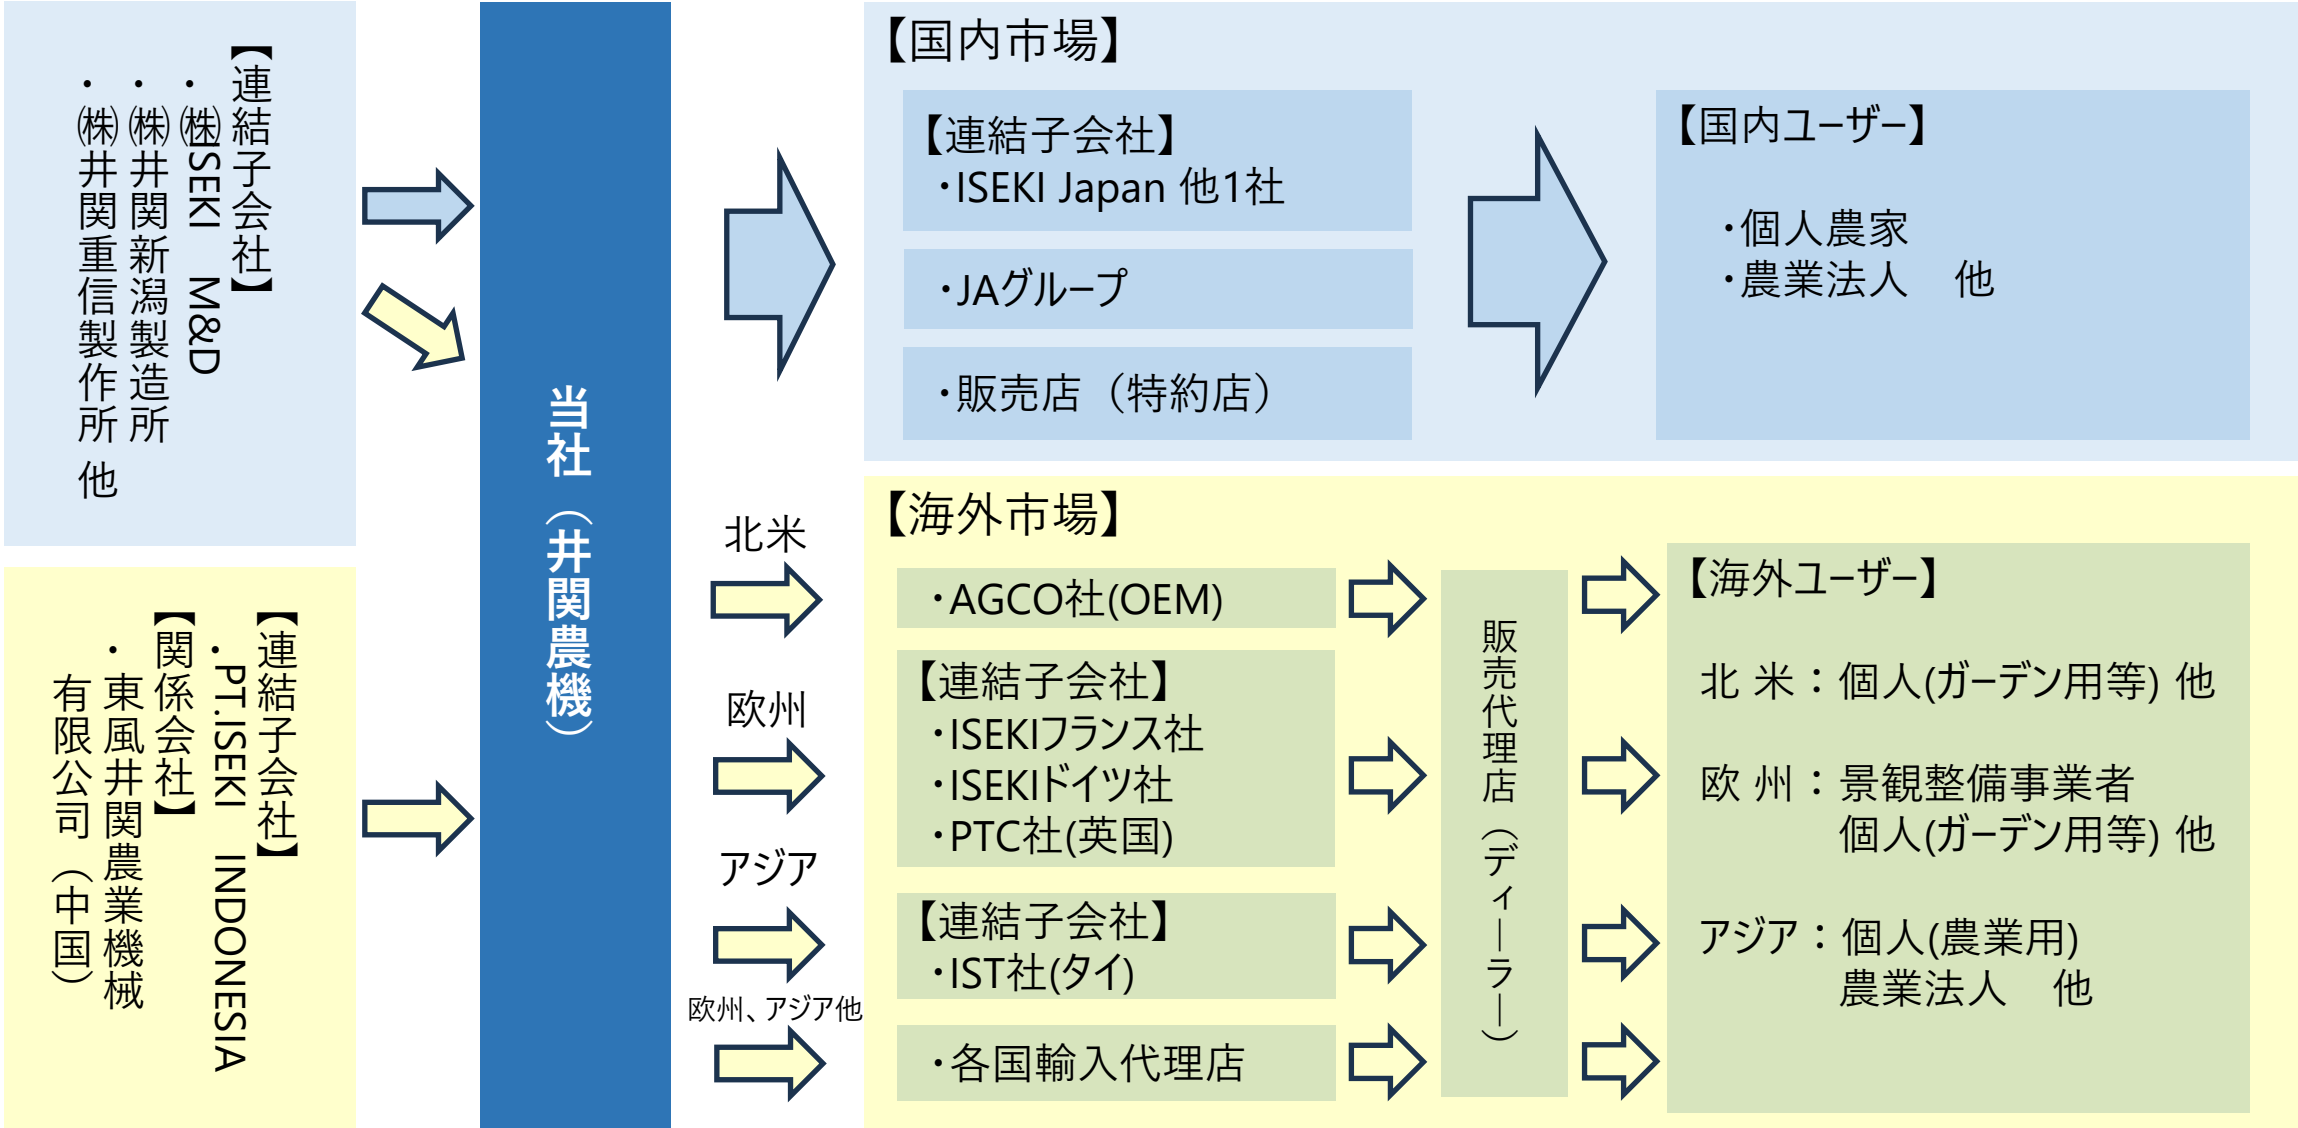 【連結子会社】
・㈱ISEKI M&D
・㈱井関新潟製造所
・㈱井関重信製作所 他
【連結子会社】
・PT.ISEKI INDONESIA
【関係会社】
・東風井関農業機械
有限公司（中国）
当社（井関農機）
【国内市場】
【連結子会社】
・ISEKI Japan 他1社
・JAグループ
・販売店（特約店）
【国内ユーザー】
・個人農家
・農業法人　他
【海外市場】
北米
・AGCO社(OEM)
欧州
【連結子会社】
・ISEKIフランス社
・ISEKIドイツ社
・PTC社(英国)
アジア
【連結子会社】
・IST社(タイ)
欧州、アジア他
・各国輸入代理店
販売代理店（ディーラー）
【海外ユーザー】
北 米：個人(ガーデン用等) 他
欧 州：景観整備事業者
個人(ガーデン用等) 他
アジア：個人(農業用)
農業法人　他